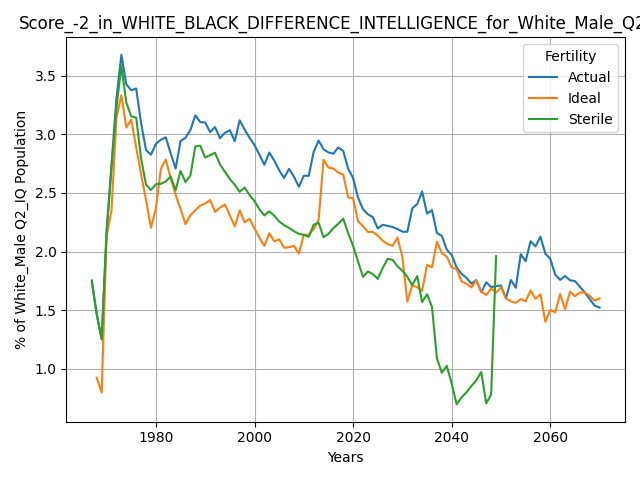 Score_-2_in_WHITE_BLACK_DIFFERENCE_INTELLIGENCE_for_White_Male_Q2
Fertility
Actual
Ideal
Sterile
% of White_Male Q2_IQ Population
3.5
3.0
2.5
2.0
1.5
1.0
1980
2000
2020
2040
2060
Years